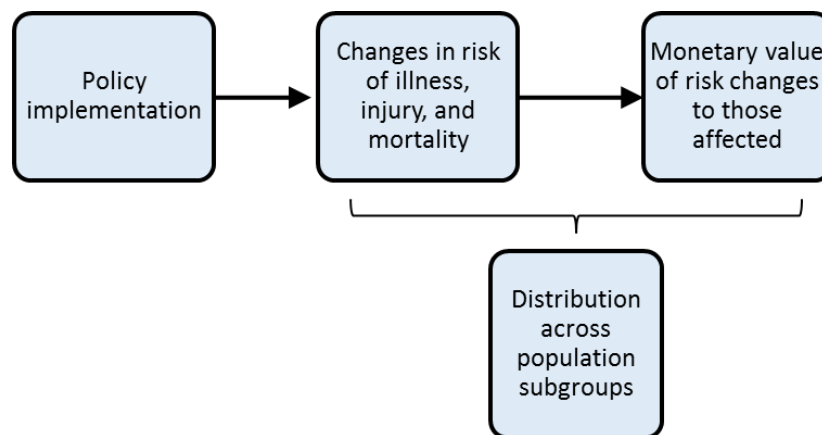 Policy
implementation
Changes in risk
of illness,
injury, and
mortality
Monetary value
of risk changes
to those
affected
Distribution
across
population
subgroups